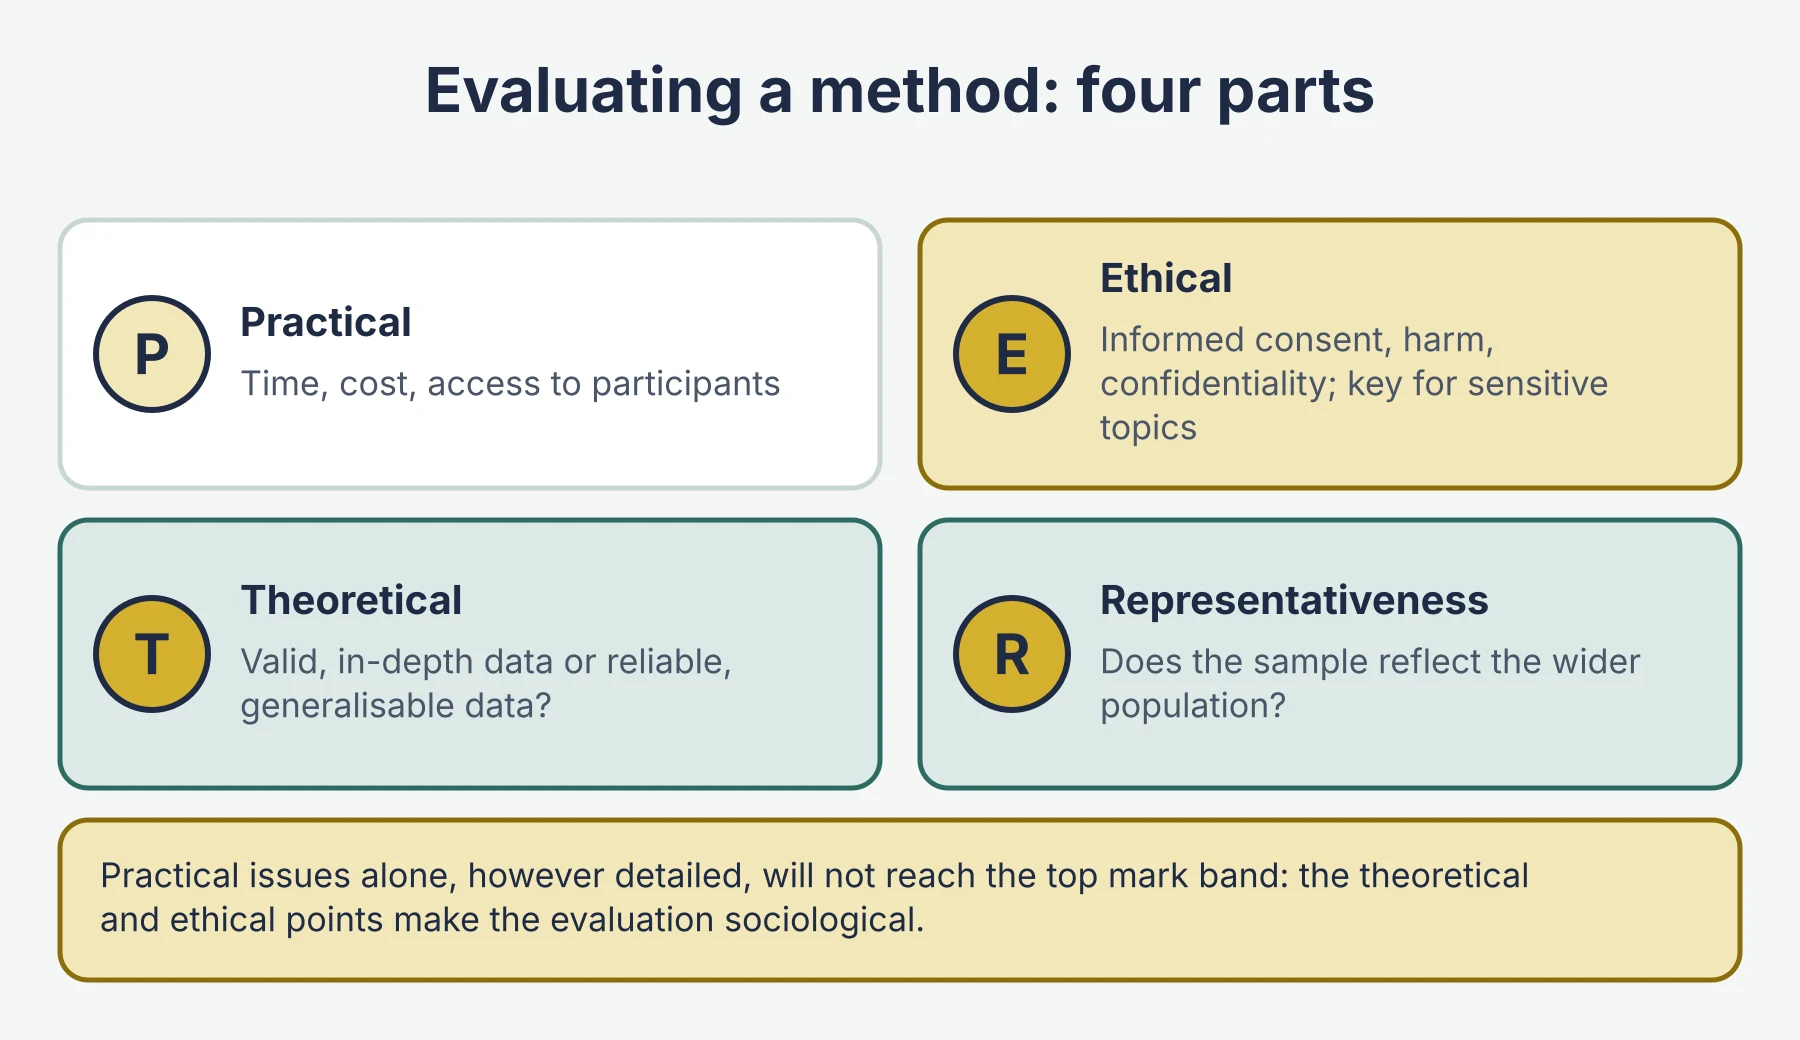 Evaluating a method: four parts
P
Practical
Time, cost, access to participants
E
Ethical
Informed consent, harm,
confidentiality; key for sensitive
topics
T
Theoretical
Valid, in-depth data or reliable,
generalisable data?
R
Representativeness
Does the sample reflect the wider
population?
Practical issues alone, however detailed, will not reach the top mark band: the theoretical
and ethical points make the evaluation sociological.